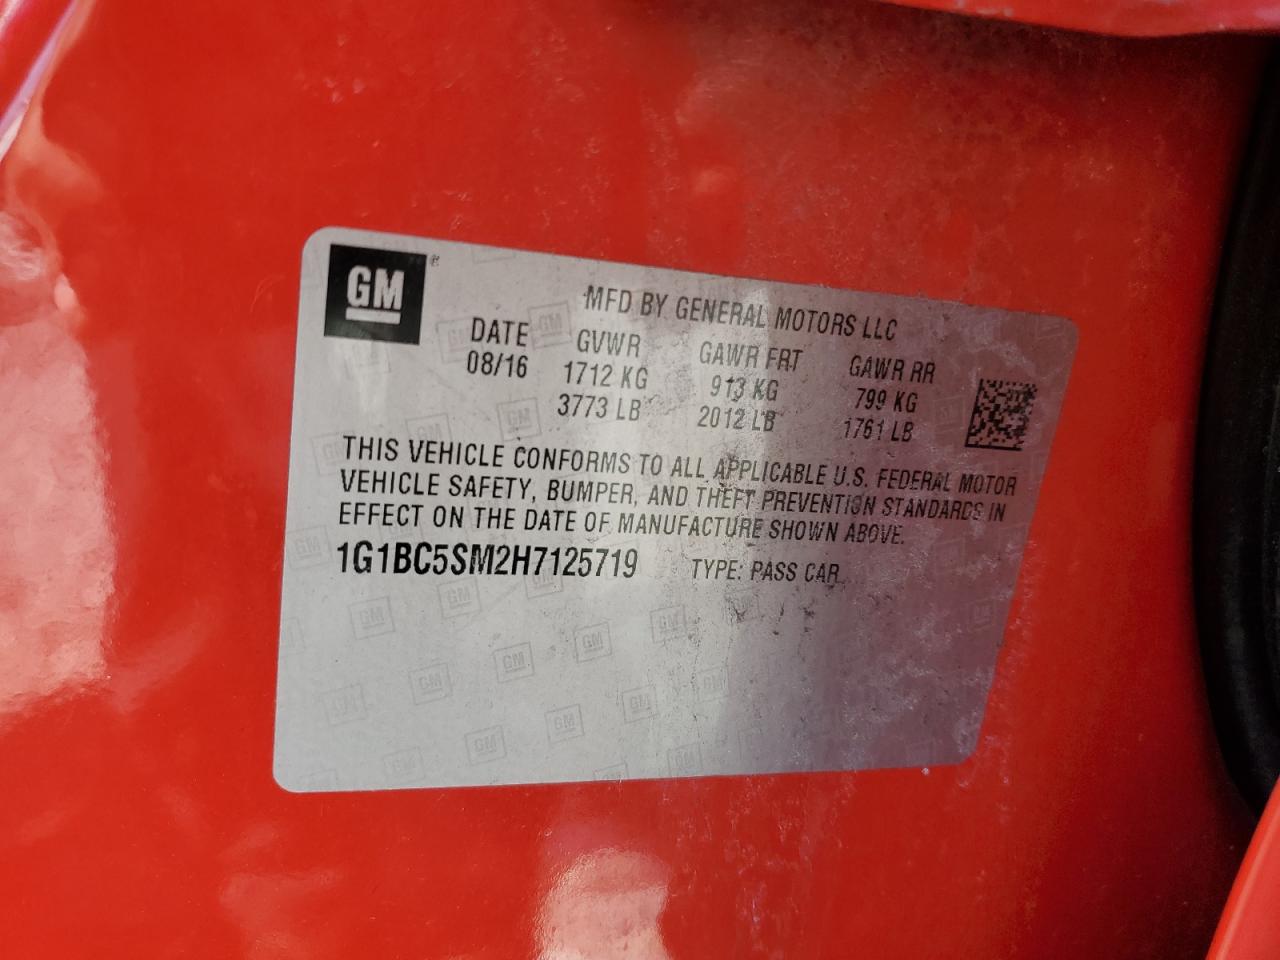 GM
MFD BY GENERAL MOTORS LLC
DATE GVWR GAWR FRT GAWR RR
08/16 1712 KG 913 KG 799 KG
3773 LB 2012 LB 1761 LB
THIS VEHICLE CONFORMS TO ALL APPLICABLE U.S. FEDERAL MOTOR
VEHICLE SAFETY, BUMPER, AND THEFT PREVENTION STANDARDS IN
EFFECT ON THE DATE OF MANUFACTURE SHOWN ABOVE.
1G1BC5SM2H7125719 TYPE: PASS CAR